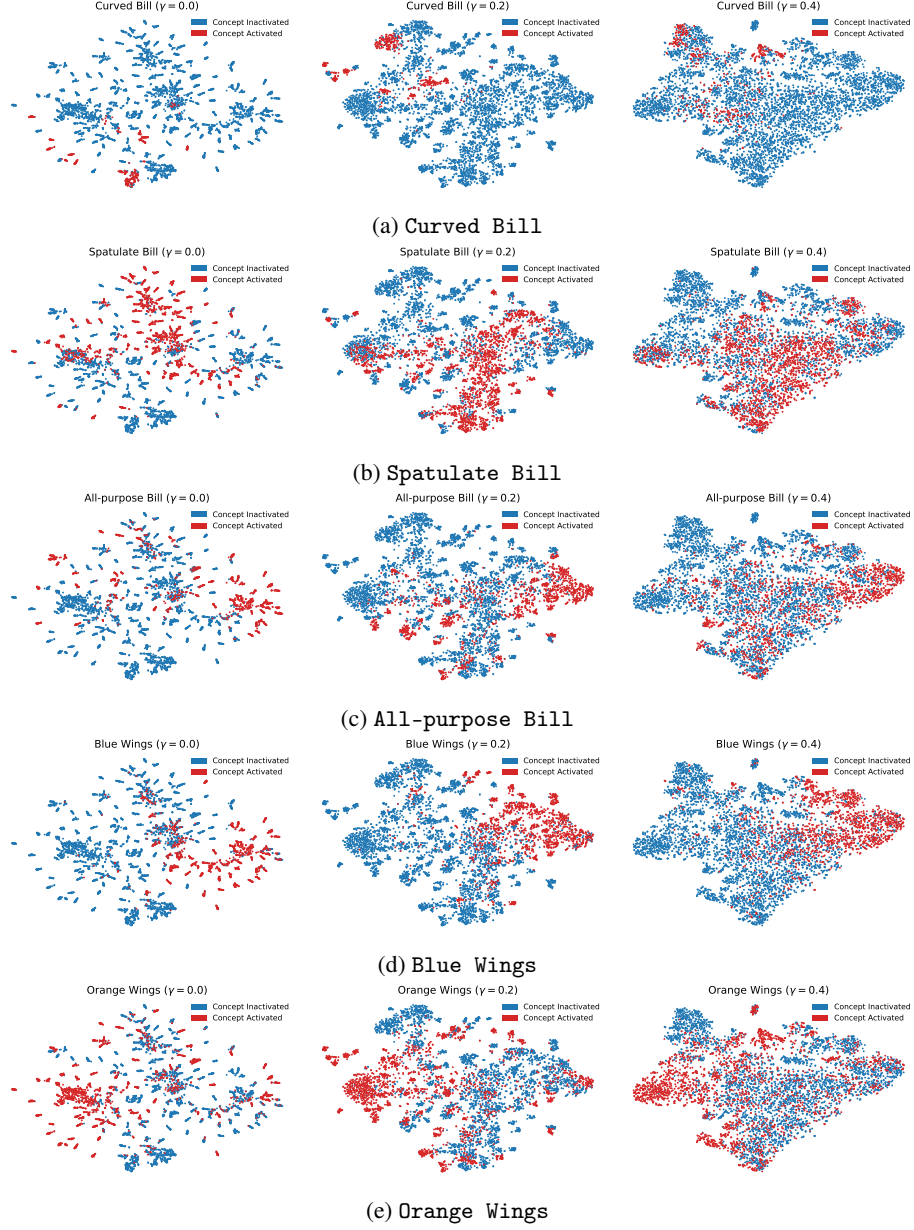 Curved Bill (γ = 0.0)
Concept Inactivated
Concept Activated
Curved Bill (γ = 0.2)
Concept Inactivated
Concept Activated
Curved Bill (γ = 0.4)
Concept Inactivated
Concept Activated
(a) Curved Bill
Spatulate Bill (γ = 0.0)
Concept Inactivated
Concept Activated
Spatulate Bill (γ = 0.2)
Concept Inactivated
Concept Activated
Spatulate Bill (γ = 0.4)
Concept Inactivated
Concept Activated
(b) Spatulate Bill
All-purpose Bill (γ = 0.0)
Concept Inactivated
Concept Activated
All-purpose Bill (γ = 0.2)
Concept Inactivated
Concept Activated
All-purpose Bill (γ = 0.4)
Concept Inactivated
Concept Activated
(c) All-purpose Bill
Blue Wings (γ = 0.0)
Concept Inactivated
Concept Activated
Blue Wings (γ = 0.2)
Concept Inactivated
Concept Activated
Blue Wings (γ = 0.4)
Concept Inactivated
Concept Activated
(d) Blue Wings
Orange Wings (γ = 0.0)
Concept Inactivated
Concept Activated
Orange Wings (γ = 0.2)
Concept Inactivated
Concept Activated
Orange Wings (γ = 0.4)
Concept Inactivated
Concept Activated
(e) Orange Wings